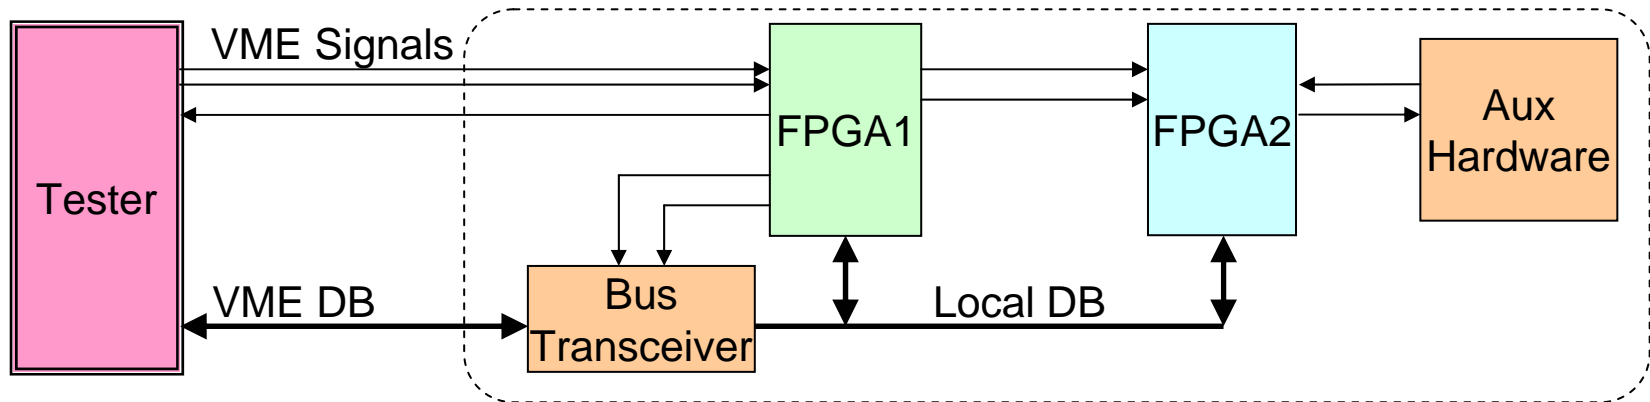 VME Signals
FPGA1
FPGA2
Aux
Hardware
Tester
VME DB
Bus
Transceiver
Local DB